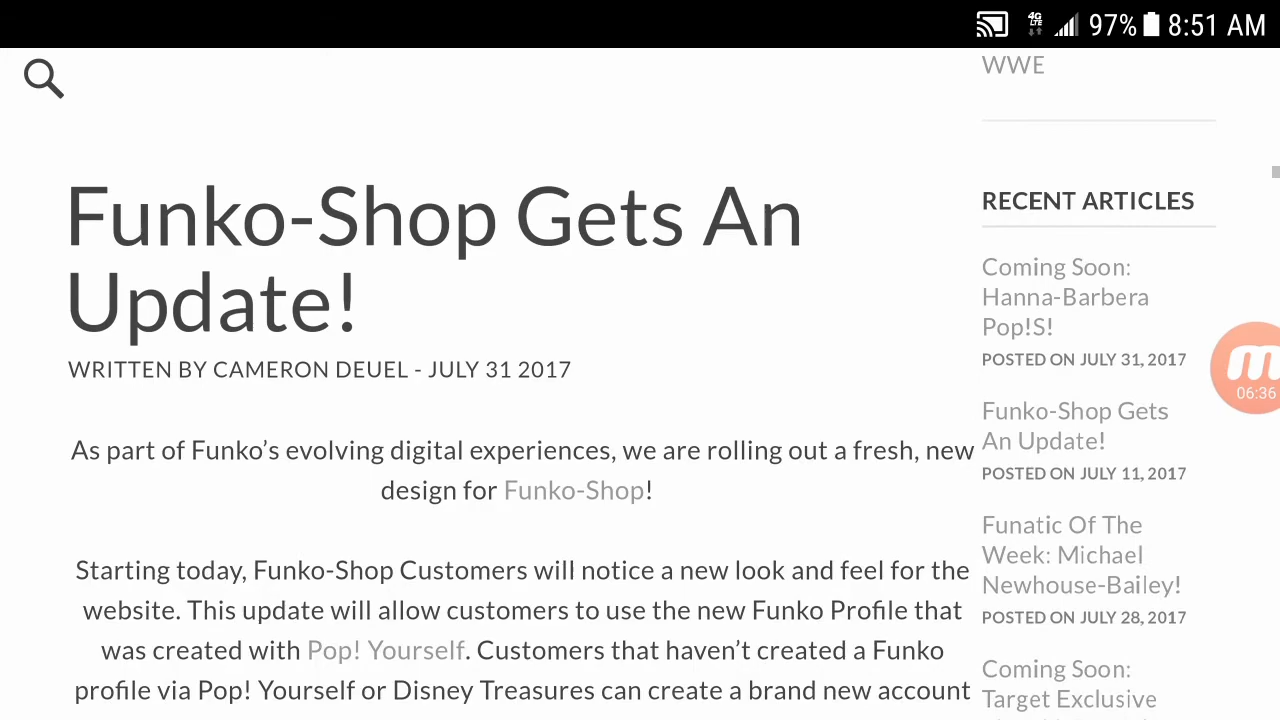 4G
LTE
97%
8:51 AM
Funko-Shop Gets An
Update!
WRITTEN BY CAMERON DEUEL - JULY 31 2017
As part of Funko’s evolving digital experiences, we are rolling out a fresh, new
design for Funko-Shop!
Starting today, Funko-Shop Customers will notice a new look and feel for the
website. This update will allow customers to use the new Funko Profile that
was created with Pop! Yourself. Customers that haven’t created a Funko
profile via Pop! Yourself or Disney Treasures can create a brand new account
WWE
RECENT ARTICLES
Coming Soon:
Hanna-Barbera
Pop!S!
POSTED ON JULY 31, 2017
Funko-Shop Gets
An Update!
POSTED ON JULY 11, 2017
Funatic Of The
Week: Michael
Newhouse-Bailey!
POSTED ON JULY 28, 2017
Coming Soon:
Target Exclusive
06:36